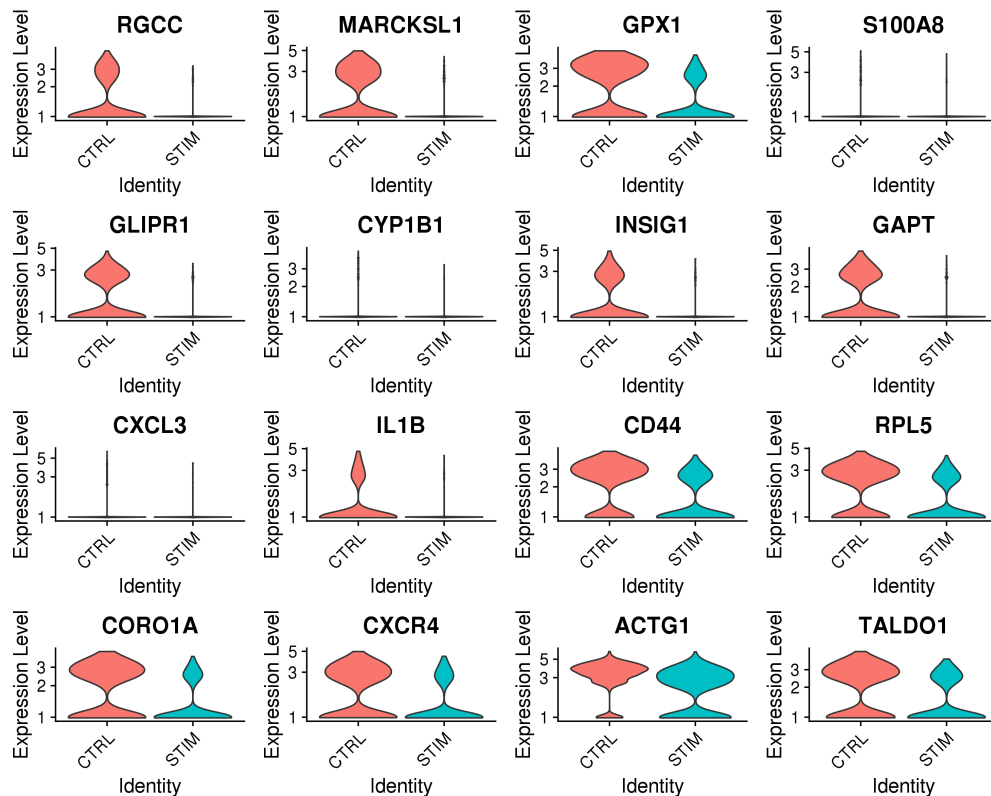 RGCC MARCKSL1 GPX1 S100A8
Expression Level 3 2 1 Expression Level 5 3 1 Expression Level 3 2 1 Expression Level 5 3 1
CTRL STIM CTRL STIM CTRL STIM CTRL STIM
Identity Identity Identity Identity
GLIPR1 CYP1B1 INSIG1 GAPT
Expression Level 5 3 1 Expression Level 3 2 1 Expression Level 5 3 1 Expression Level 3 2 1
CTRL STIM CTRL STIM CTRL STIM CTRL STIM
Identity Identity Identity Identity
CXCL3 IL1B CD44 RPL5
Expression Level 5 3 1 Expression Level 5 3 1 Expression Level 3 2 1 Expression Level 5 3 1
CTRL STIM CTRL STIM CTRL STIM CTRL STIM
Identity Identity Identity Identity
CORO1A CXCR4 ACTG1 TALDO1
Expression Level 3 2 1 Expression Level 5 3 1 Expression Level 5 3 1 Expression Level 3 2 1
CTRL STIM CTRL STIM CTRL STIM CTRL STIM
Identity Identity Identity Identity